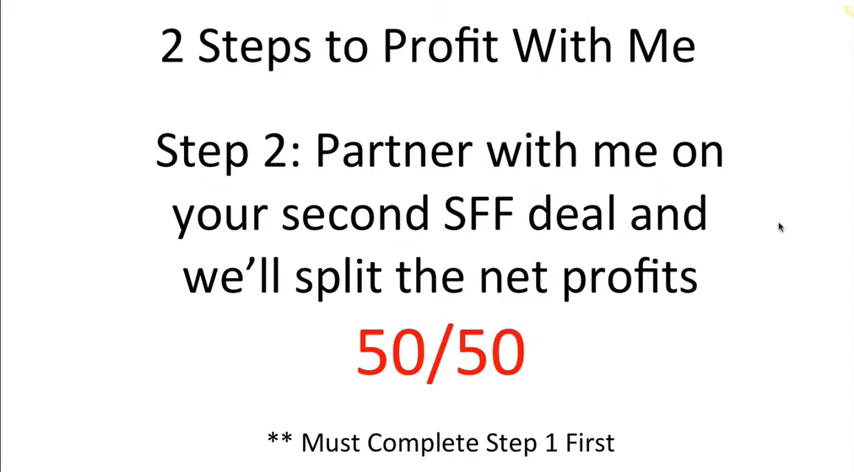 2 Steps to Profit With Me
Step 2: Partner with me on
your second SFF deal and
we’ll split the net profits
50/50
** Must Complete Step 1 First